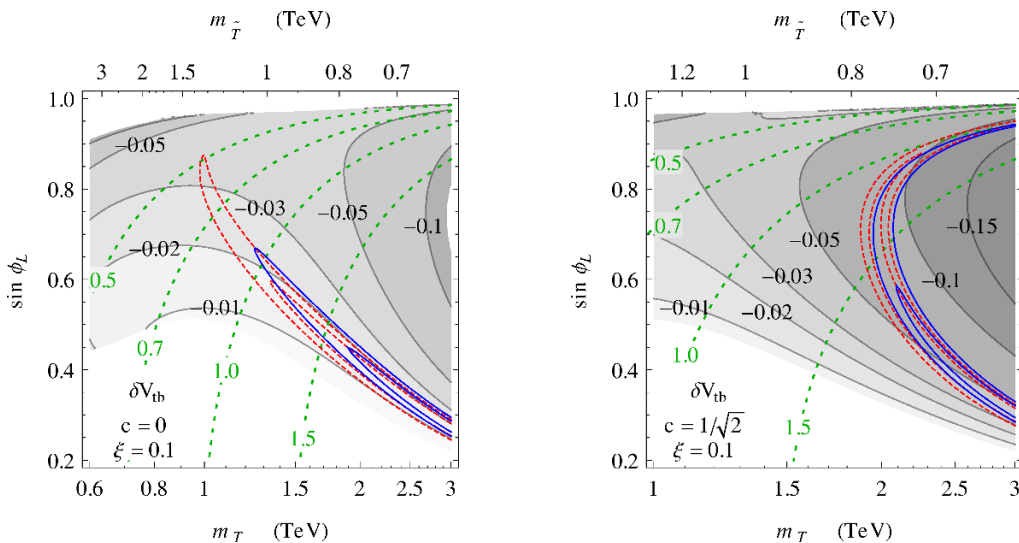 m_T̃ (TeV)
3 2 1.5 1 0.8 0.7
1.0
0.8
0.6
0.4
0.2
sin ϕ_L
−0.05
−0.03
−0.05
−0.1
−0.02
−0.01
0.5
0.7
1.0
1.5
δV_tb
c = 0
ξ = 0.1
0.6 0.8 1 1.5 2 3
m_T (TeV)
m_T̃ (TeV)
1.2 1 0.8 0.7
1.0
0.8
0.6
0.4
0.2
sin ϕ_L
0.5
0.7
−0.05
−0.15
−0.03
−0.1
−0.01
−0.02
1.0
1.5
δV_tb
c = 1/√2
ξ = 0.1
1 1.5 2 3
m_T (TeV)